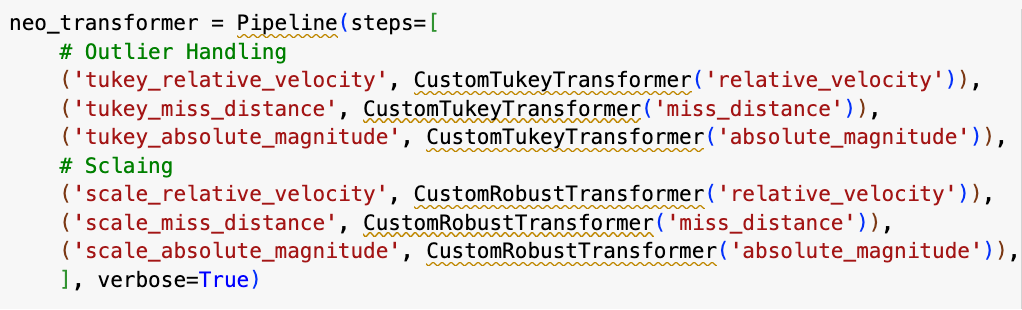 neo_transformer = Pipeline(steps=[
    # Outlier Handling
    ('tukey_relative_velocity', CustomTukeyTransformer('relative_velocity')),
    ('tukey_miss_distance', CustomTukeyTransformer('miss_distance')),
    ('tukey_absolute_magnitude', CustomTukeyTransformer('absolute_magnitude')),
    # Sclaing
    ('scale_relative_velocity', CustomRobustTransformer('relative_velocity')),
    ('scale_miss_distance', CustomRobustTransformer('miss_distance')),
    ('scale_absolute_magnitude', CustomRobustTransformer('absolute_magnitude')),
    ], verbose=True)